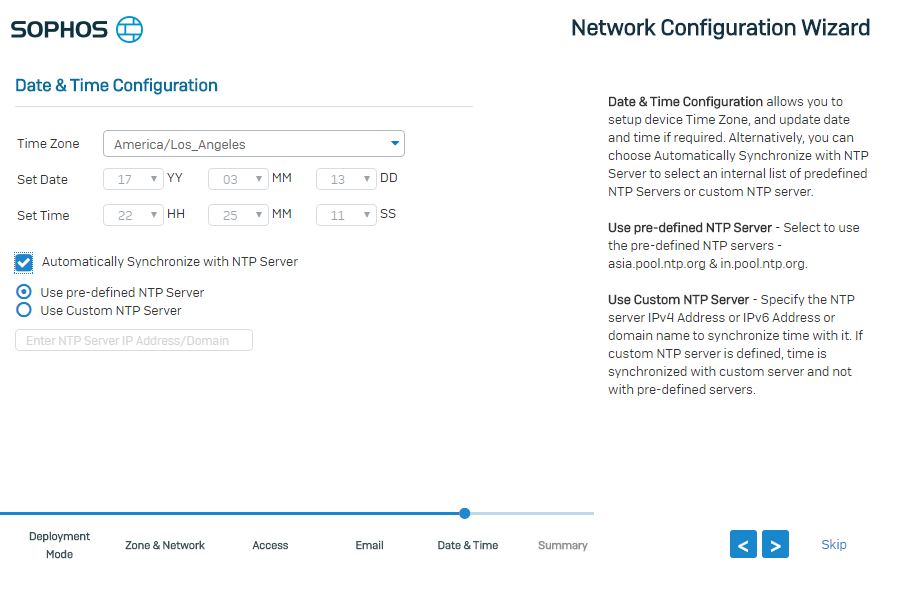 SOPHOS
Network Configuration Wizard
Date & Time Configuration
Time Zone America/Los_Angeles
Set Date 17 YY 03 MM 13 DD
Set Time 22 HH 25 MM 11 SS
Automatically Synchronize with NTP Server
Use pre-defined NTP Server
Use Custom NTP Server
Enter NTP Server IP Address/Domain
Date & Time Configuration allows you to
setup device Time Zone, and update date
and time if required. Alternatively, you can
choose Automatically Synchronize with NTP
Server to select an internal list of predefined
NTP Servers or custom NTP server.
Use pre-defined NTP Server - Select to use
the pre-defined NTP servers -
asia.pool.ntp.org & in.pool.ntp.org.
Use Custom NTP Server - Specify the NTP
server IPv4 Address or IPv6 Address or
domain name to synchronize time with it. If
custom NTP server is defined, time is
synchronized with custom server and not
with pre-defined servers.
Deployment
Mode
Zone & Network
Access
Email
Date & Time
Summary
< >
Skip